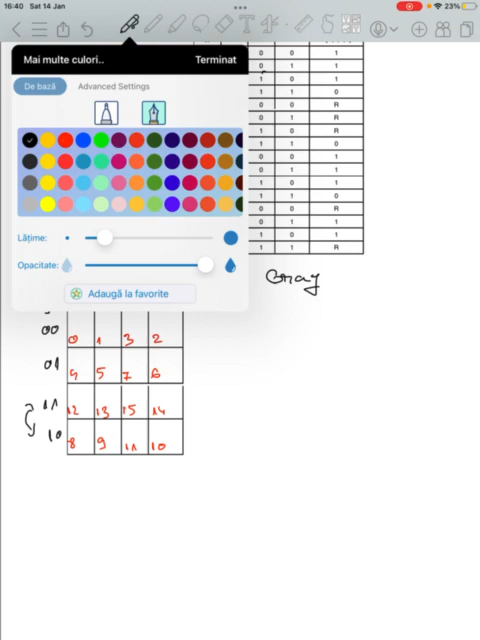 16:40 Sat 14 Jan 23%
Mai multe culori.. Terminat
De bază Advanced Settings
Lățime:
Opacitate:
Adaugă la favorite
0 0 1
0 1 1
1 0 1
1 1 0
0 0 R
0 1 R
1 0 R
1 1 0
0 0 1
0 1 1
1 0 1
1 1 0
0 0 R
0 1 1
1 0 1
1 1 R
Gray
00 0 1 3 2
01 4 5 7 6
11 12 13 15 14
10 8 9 11 10